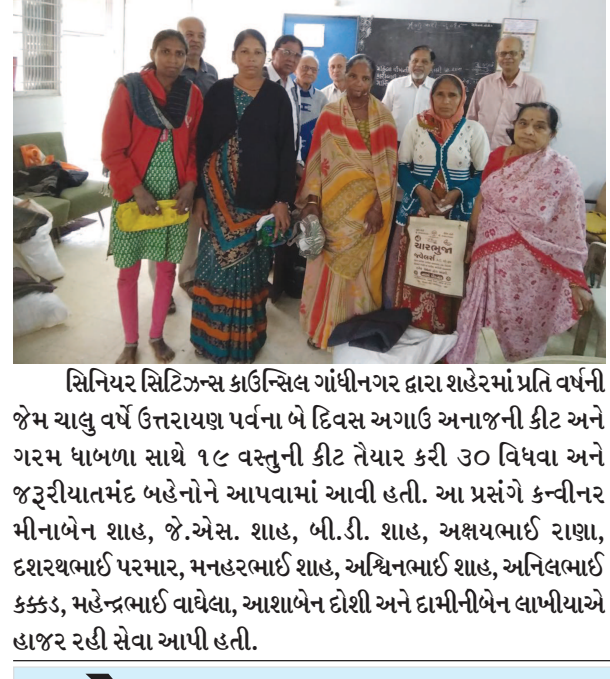 ચારભુજા
જ્વેલર્સ
સિનિયર સિટિઝન્સ કાઉન્સિલ ગાંધીનગર દ્વારા શહેરમાં પ્રતિ વર્ષની
જેમ ચાલુ વર્ષે ઉત્તરાયણ પર્વના બે દિવસ અગાઉ અનાજની કીટ અને
ગરમ ધાબળા સાથે ૧૯ વસ્તુની કીટ તૈયાર કરી ૩૦ વિધવા અને
જરૂરીયાતમંદ બહેનોને આપવામાં આવી હતી. આ પ્રસંગે કન્વીનર
મીનાબેન શાહ, જે.એસ. શાહ, બી.ડી. શાહ, અક્ષયભાઈ રાણા,
દશરથભાઈ પરમાર, મનહરભાઈ શાહ, અશ્વિનભાઈ શાહ, અનિલભાઈ
કક્કડ, મહેન્દ્રભાઈ વાઘેલા, આશાબેન દોશી અને દામીનીબેન લાખીયાએ
હાજર રહી સેવા આપી હતી.